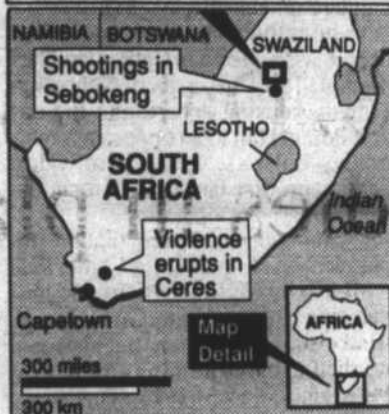 NAMIBIA
BOTSWANA
SWAZILAND
Shootings in
Sebokeng
LESOTHO
SOUTH
AFRICA
Indian
Ocean
Violence
erupts in
Ceres
Capetown
Map
Detail
AFRICA
300 miles
300 km